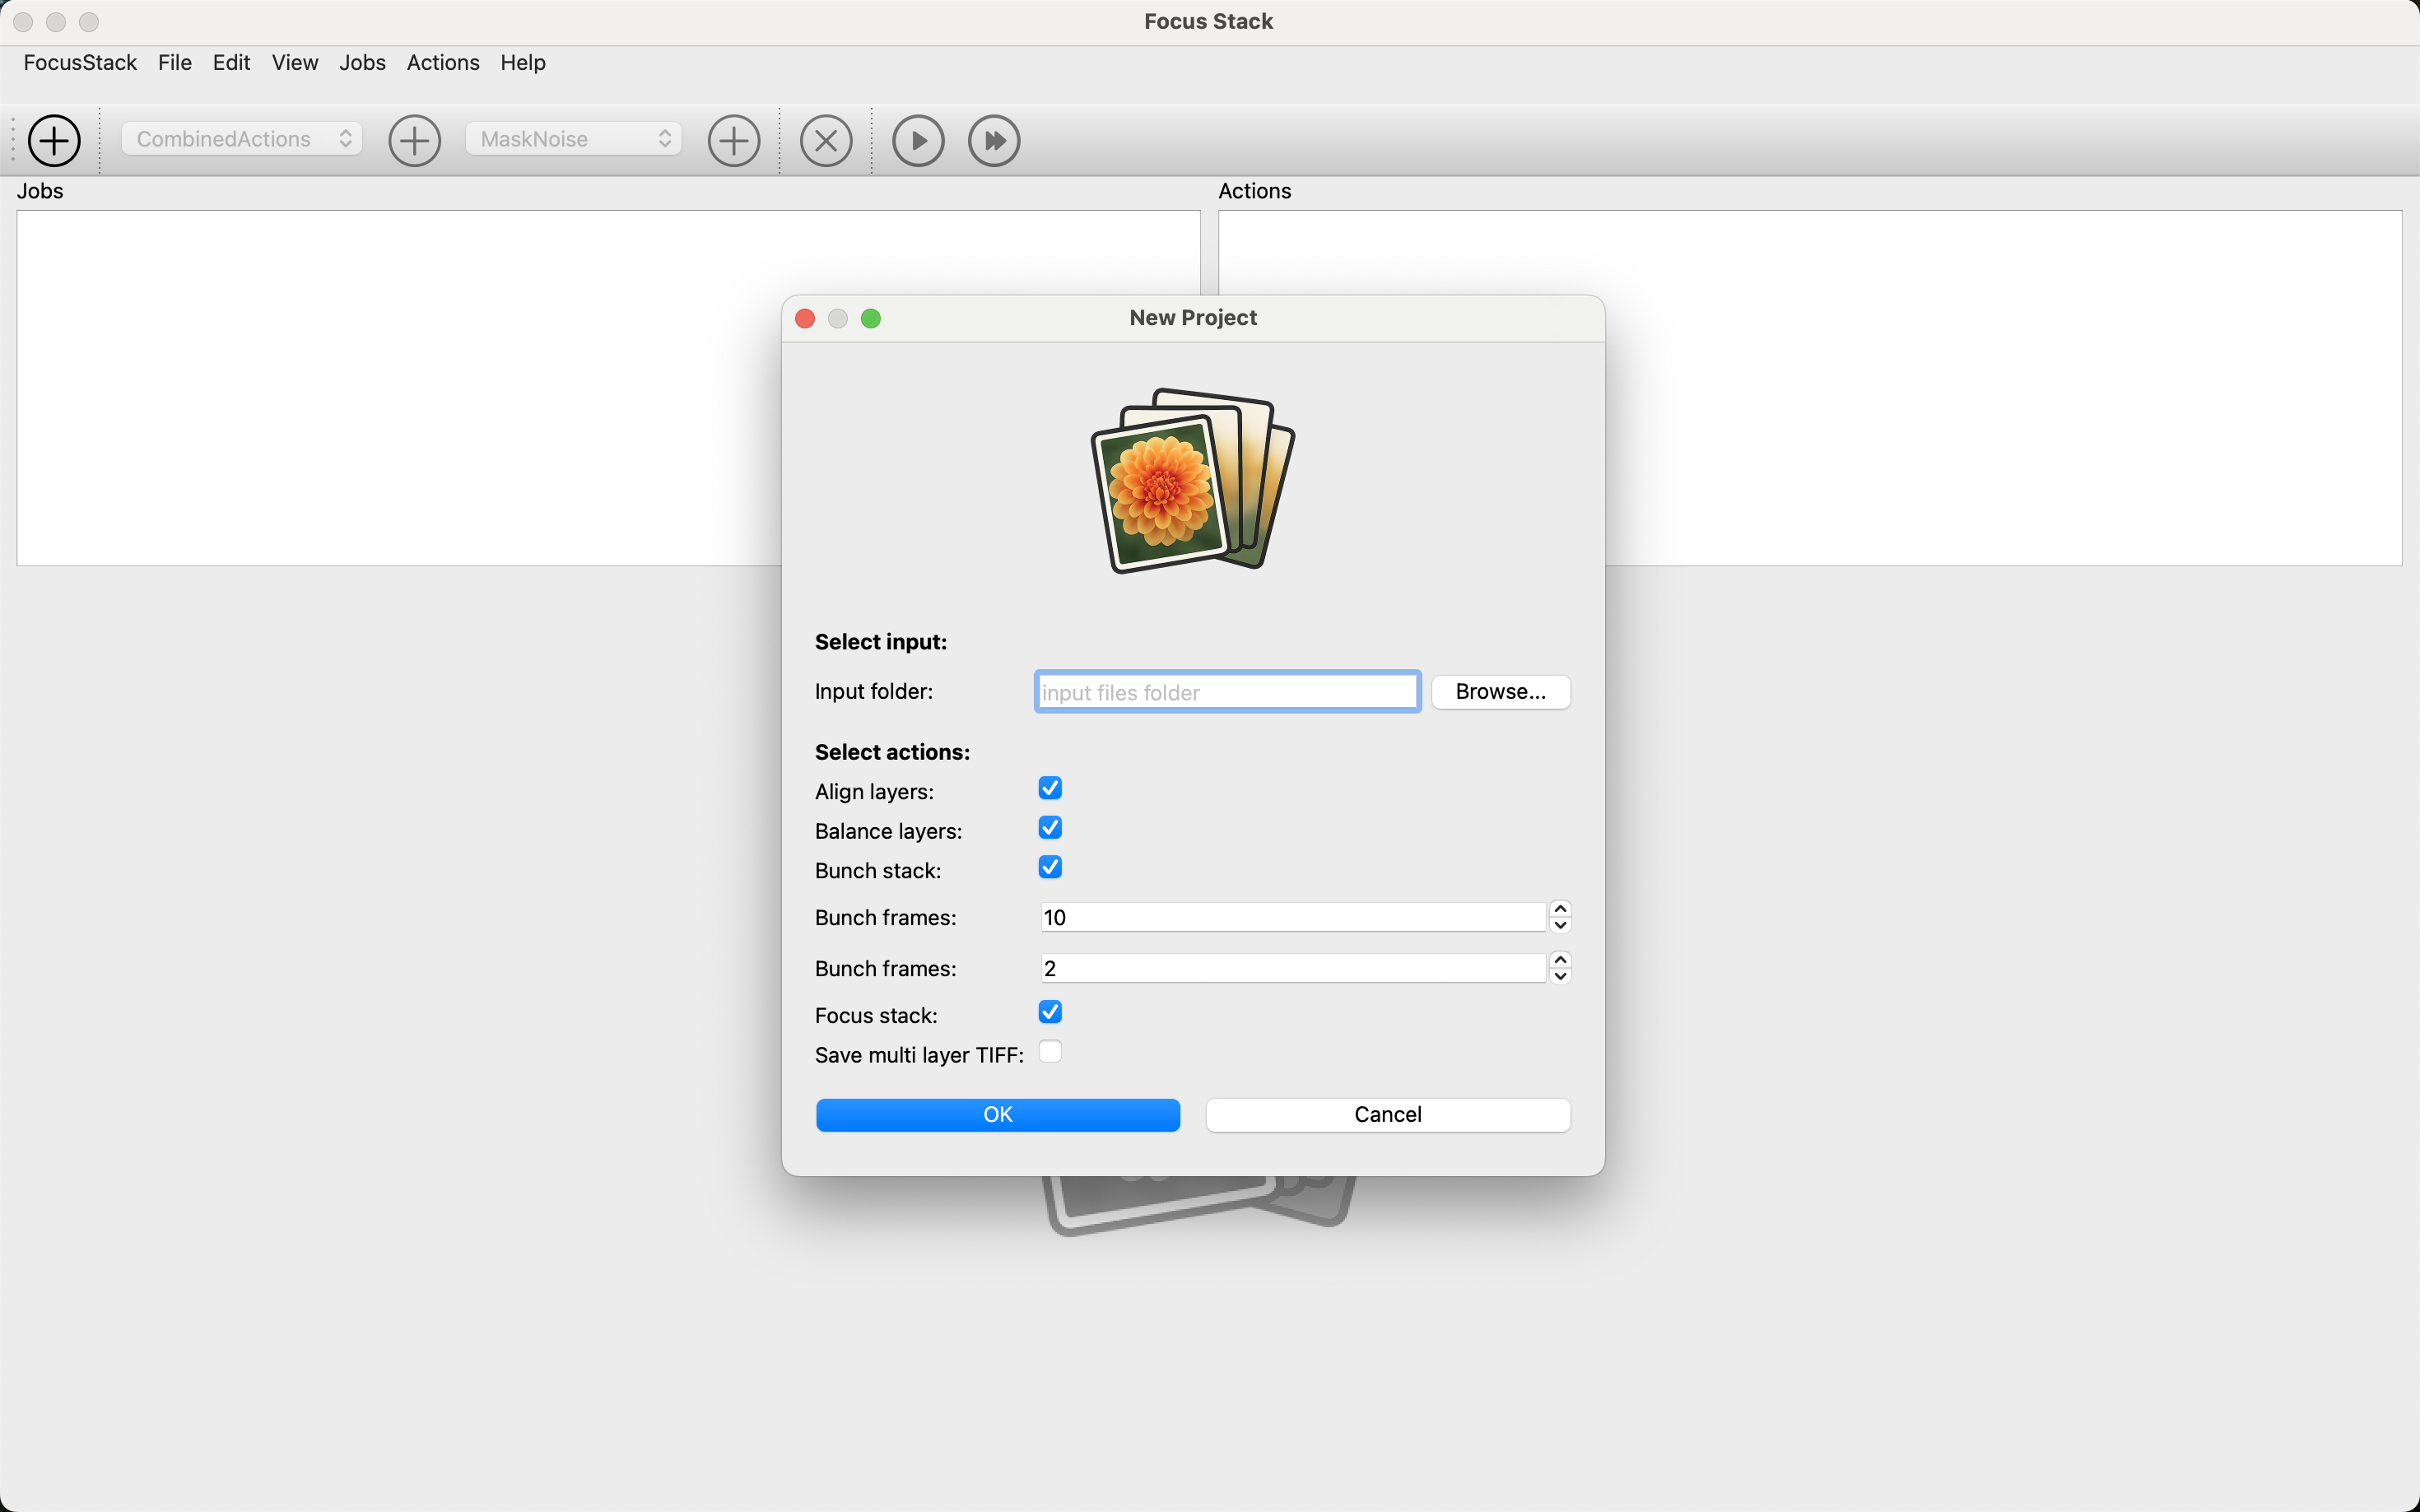 Focus Stack
FocusStack File Edit View Jobs Actions Help
CombinedActions MaskNoise
Jobs Actions
New Project
Select input:
Input folder: input files folder Browse...
Select actions:
Align layers:
Balance layers:
Bunch stack:
Bunch frames: 10
Bunch frames: 2
Focus stack:
Save multi layer TIFF:
OK Cancel